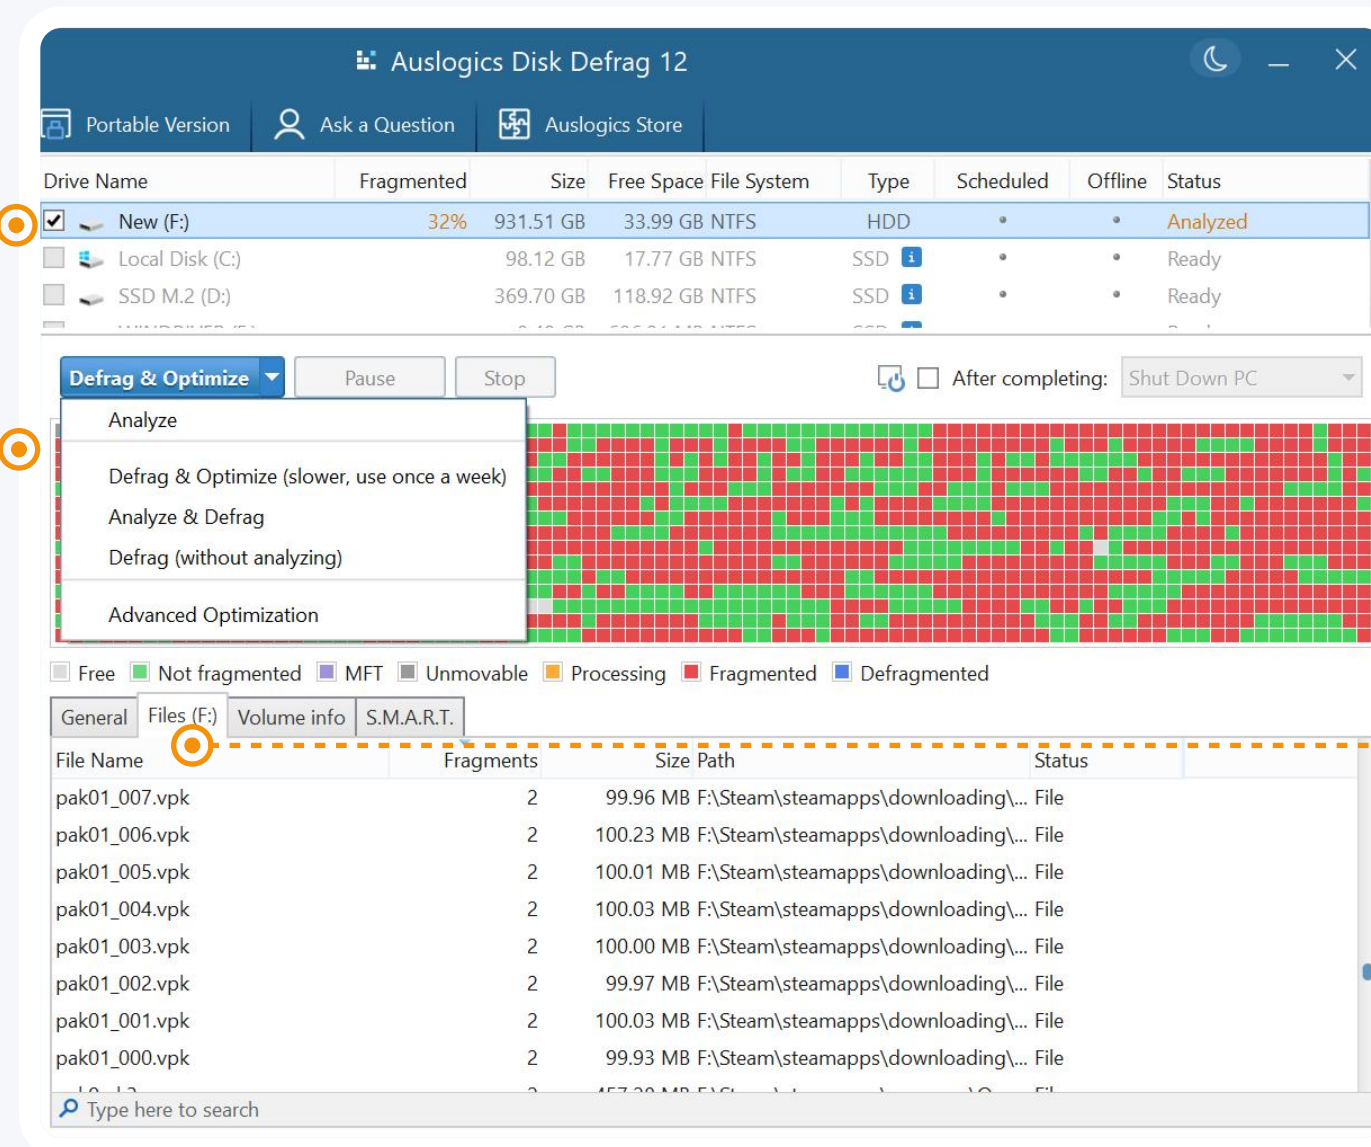 Auslogics Disk Defrag 12
Portable Version Ask a Question Auslogics Store
Drive Name Fragmented Size Free Space File System Type Scheduled Offline Status
New (F:) 32% 931.51 GB 33.99 GB NTFS HDD Analyzed
Local Disk (C:) 98.12 GB 17.77 GB NTFS SSD i Ready
SSD M.2 (D:) 369.70 GB 118.92 GB NTFS SSD i Ready
Defrag & Optimize Pause Stop After completing: Shut Down PC
Analyze
Defrag & Optimize (slower, use once a week)
Analyze & Defrag
Defrag (without analyzing)
Advanced Optimization
Free Not fragmented MFT Unmovable Processing Fragmented Defragmented
General Files (F:) Volume info S.M.A.R.T.
File Name Fragments Size Path Status
pak01_007.vpk 2 99.96 MB F:\Steam\steamapps\downloading\... File
pak01_006.vpk 2 100.23 MB F:\Steam\steamapps\downloading\... File
pak01_005.vpk 2 100.01 MB F:\Steam\steamapps\downloading\... File
pak01_004.vpk 2 100.03 MB F:\Steam\steamapps\downloading\... File
pak01_003.vpk 2 100.00 MB F:\Steam\steamapps\downloading\... File
pak01_002.vpk 2 99.97 MB F:\Steam\steamapps\downloading\... File
pak01_001.vpk 2 100.03 MB F:\Steam\steamapps\downloading\... File
pak01_000.vpk 2 99.93 MB F:\Steam\steamapps\downloading\... File
Type here to search